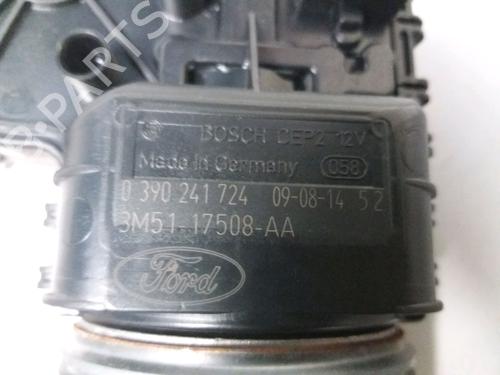 BOSCH CEP2 12V
Made in Germany 058
0 390 241 724 09-08-14 52
3M51-17508-AA
Ford
PARTS